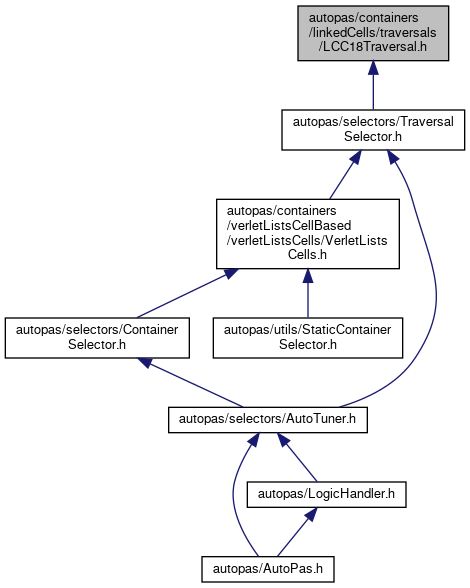 autopas/containers
/linkedCells/traversals
/LCC18Traversal.h
autopas/selectors/Traversal
Selector.h
autopas/containers
/verletListsCellBased
/verletListsCells/VerletLists
Cells.h
autopas/selectors/Container
Selector.h
autopas/utils/StaticContainer
Selector.h
autopas/selectors/AutoTuner.h
autopas/LogicHandler.h
autopas/AutoPas.h